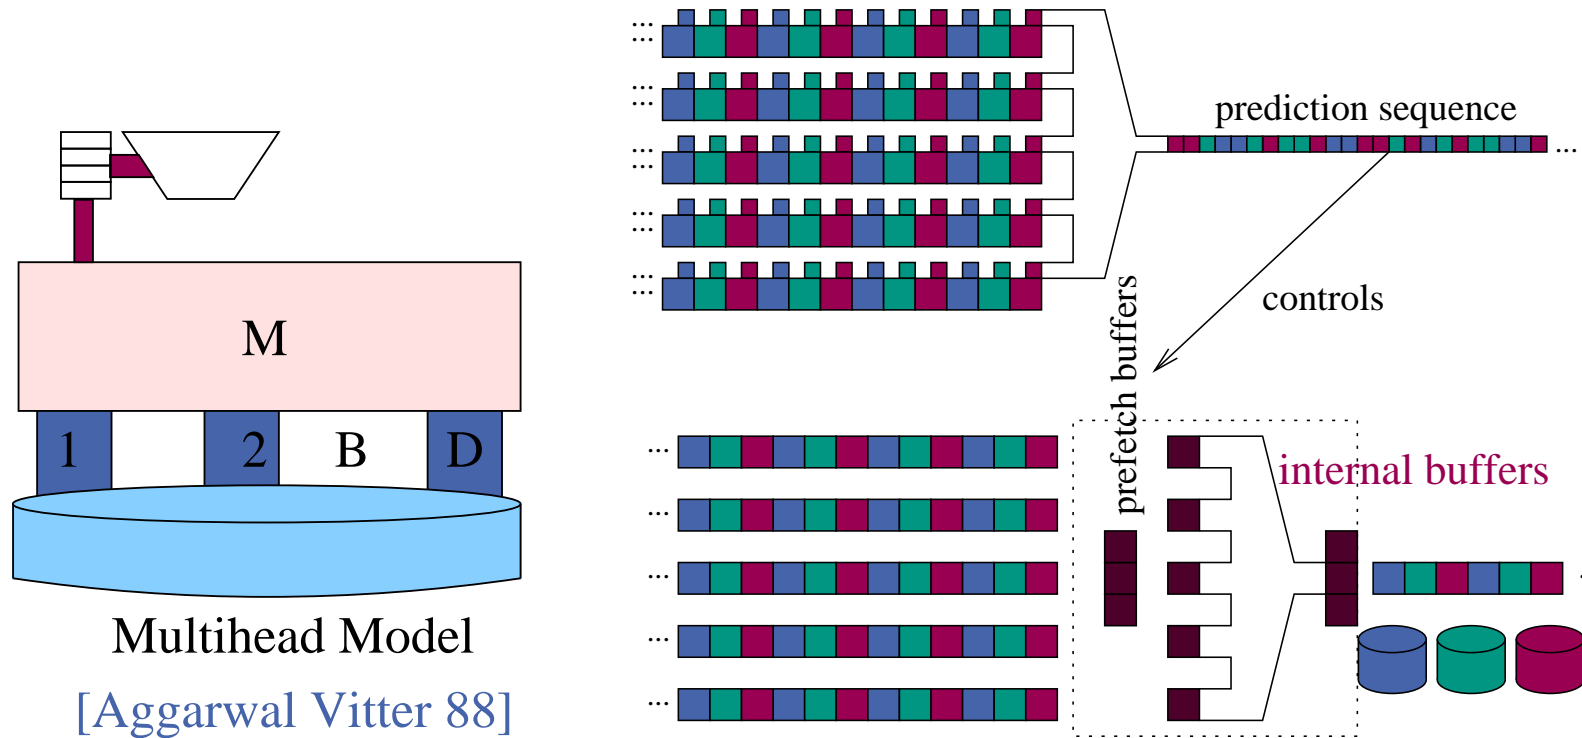 M
1
2
B
D
Multihead Model
[Aggarwal Vitter 88]
...
...
...
...
...
...
...
...
...
...
prediction sequence
...
controls
prefetch buffers
...
...
...
...
...
internal buffers